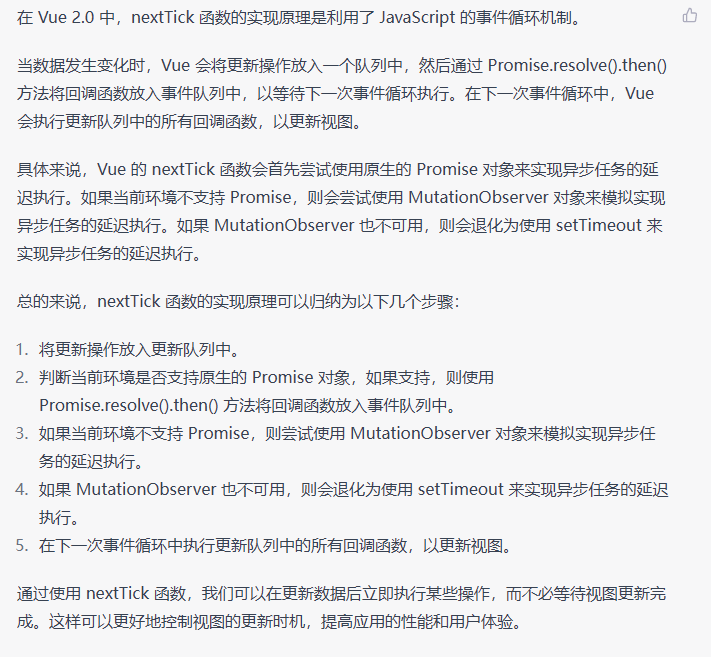 在 Vue 2.0 中，nextTick 函数的实现原理是利用了 JavaScript 的事件循环机制。
当数据发生变化时，Vue 会将更新操作放入一个队列中，然后通过 Promise.resolve().then()
方法将回调函数放入事件队列中，以等待下一次事件循环执行。在下一次事件循环中，Vue
会执行更新队列中的所有回调函数，以更新视图。
具体来说，Vue 的 nextTick 函数会首先尝试使用原生的 Promise 对象来实现异步任务的延
迟执行。如果当前环境不支持 Promise，则会尝试使用 MutationObserver 对象来模拟实现
异步任务的延迟执行。如果 MutationObserver 也不可用，则会退化为使用 setTimeout 来
实现异步任务的延迟执行。
总的来说，nextTick 函数的实现原理可以归纳为以下几个步骤：
1. 将更新操作放入更新队列中。
2. 判断当前环境是否支持原生的 Promise 对象，如果支持，则使用
Promise.resolve().then() 方法将回调函数放入事件队列中。
3. 如果当前环境不支持 Promise，则尝试使用 MutationObserver 对象来模拟实现异步任
务的延迟执行。
4. 如果 MutationObserver 也不可用，则会退化为使用 setTimeout 来实现异步任务的延迟
执行。
5. 在下一次事件循环中执行更新队列中的所有回调函数，以更新视图。
通过使用 nextTick 函数，我们可以在更新数据后立即执行某些操作，而不必等待视图更新完
成。这样可以更好地控制视图的更新时机，提高应用的性能和用户体验。